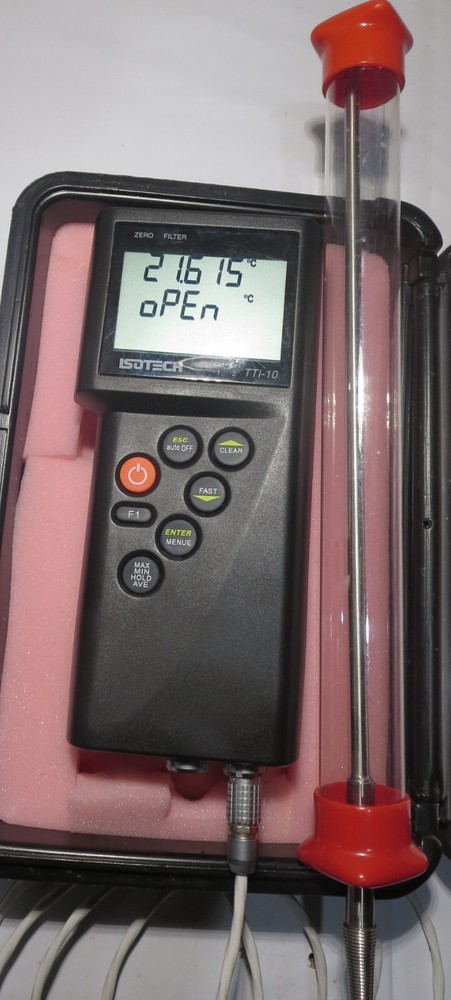 ZERO FILTER
21.615 °C
oPEn °C
ISOTECH
TTI-10
ESC
auto OFF
CLEAR
FAST
F1
ENTER
MENUE
MAX
MIN
HOLD
AVE